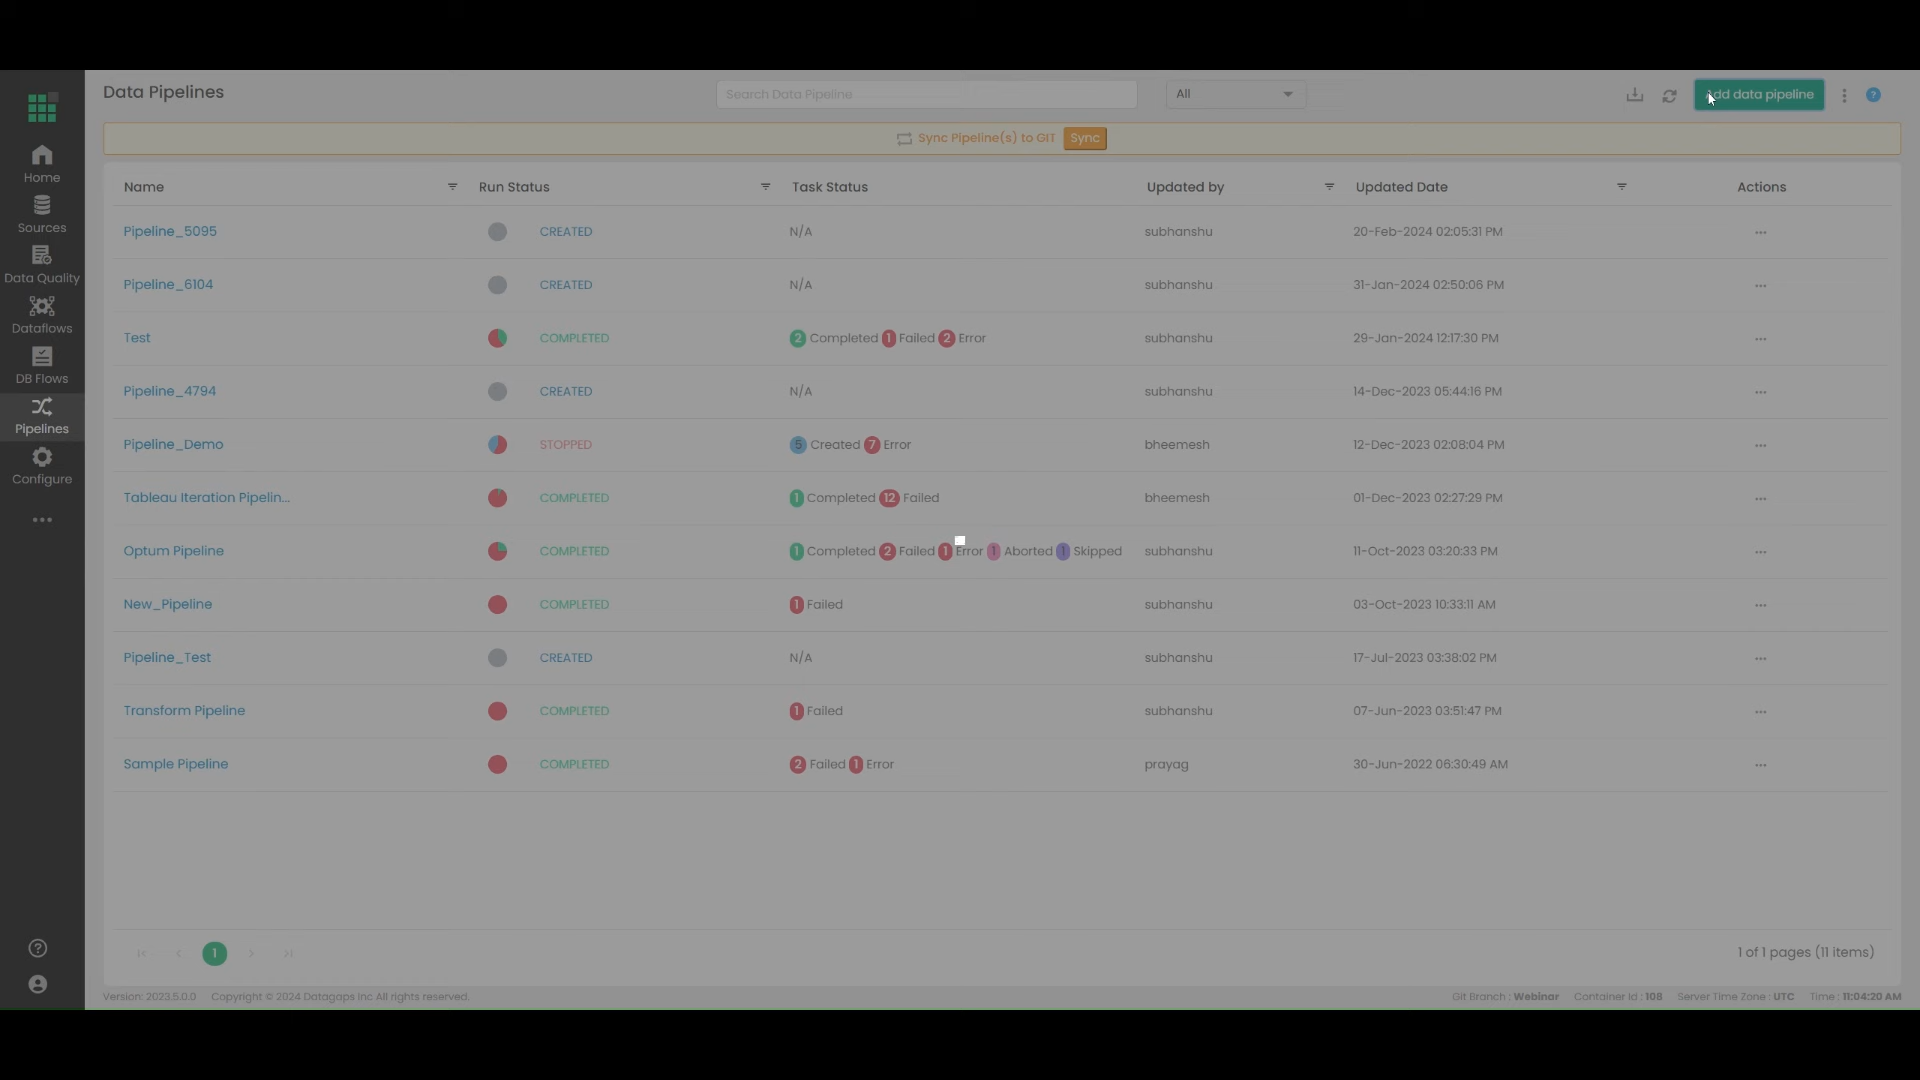 Data Pipelines
Search Data Pipeline
All
Add data pipeline
?
Sync Pipeline(s) to GIT Sync
Home
Sources
Data Quality
Dataflows
DB Flows
Pipelines
Configure
Name Run Status Task Status Updated by Updated Date Actions
Pipeline_5095 CREATED N/A subhanshu 20-Feb-2024 02:05:31 PM
Pipeline_6104 CREATED N/A subhanshu 31-Jan-2024 02:50:06 PM
Test COMPLETED 2 Completed 1 Failed 2 Error subhanshu 29-Jan-2024 12:17:30 PM
Pipeline_4794 CREATED N/A subhanshu 14-Dec-2023 05:44:16 PM
Pipeline_Demo STOPPED 5 Created 7 Error bheemesh 12-Dec-2023 02:08:04 PM
Tableau Iteration Pipelin... COMPLETED 1 Completed 12 Failed bheemesh 01-Dec-2023 02:27:29 PM
Optum Pipeline COMPLETED 1 Completed 2 Failed 1 Error 1 Aborted 1 Skipped subhanshu 11-Oct-2023 03:20:33 PM
New_Pipeline COMPLETED 1 Failed subhanshu 03-Oct-2023 10:33:11 AM
Pipeline_Test CREATED N/A subhanshu 17-Jul-2023 03:38:02 PM
Transform Pipeline COMPLETED 1 Failed subhanshu 07-Jun-2023 03:51:47 PM
Sample Pipeline COMPLETED 2 Failed 1 Error prayag 30-Jun-2022 06:30:49 AM
1
1 of 1 pages (11 items)
?
Version: 2023.5.0.0 Copyright © 2024 Datagaps Inc All rights reserved. Git Branch : Webinar Container Id : 108 Server Time Zone : UTC Time : 11:04:20 AM